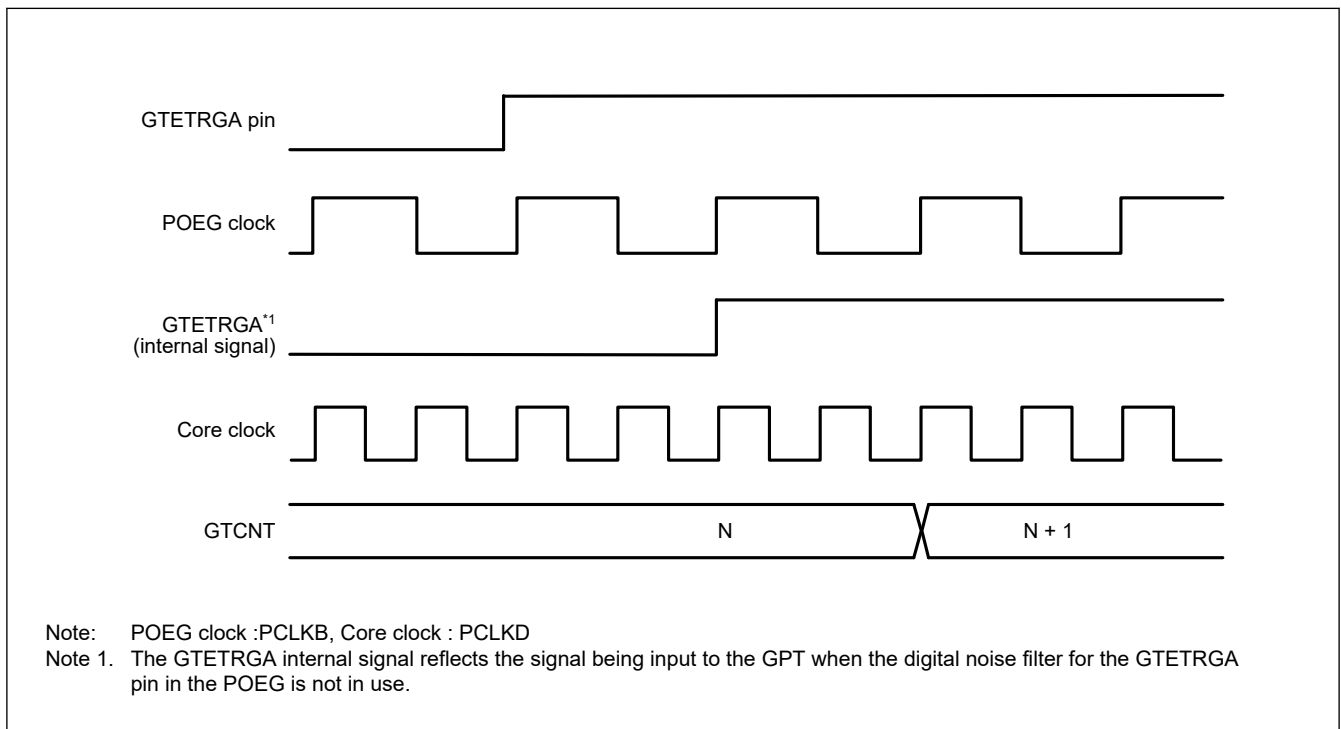 GTETRGA pin
POEG clock
GTETRGA*1
(internal signal)
Core clock
GTCNT N N + 1
Note: POEG clock :PCLKB, Core clock : PCLKD
Note 1. The GTETRGA internal signal reflects the signal being input to the GPT when the digital noise filter for the GTETRGA
pin in the POEG is not in use.